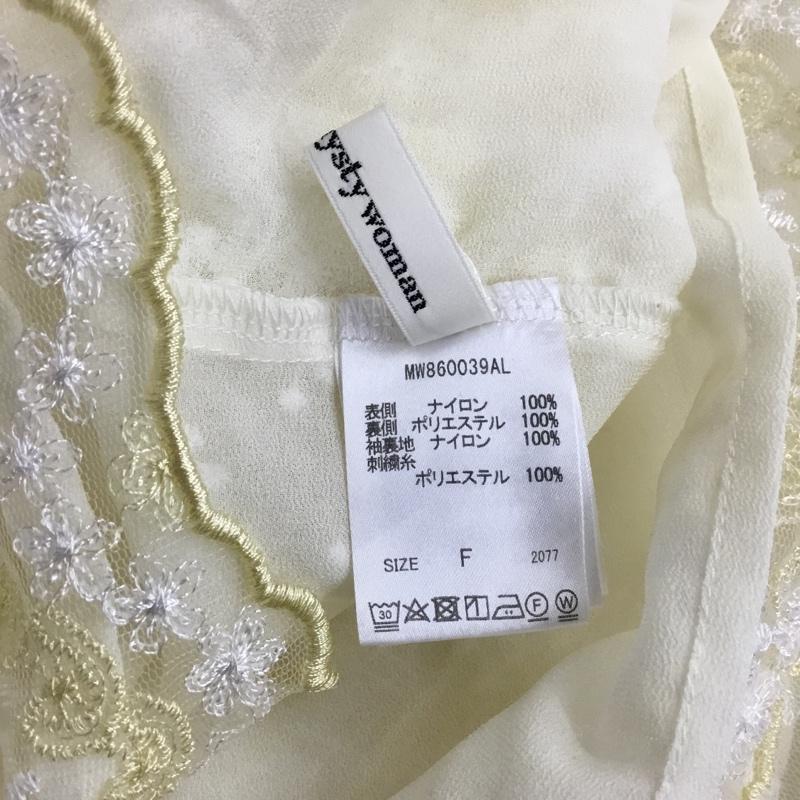 ysty woman
MW860039AL
表側 ナイロン 100%
裏側 ポリエステル 100%
袖裏地 ナイロン 100%
刺繍糸
ポリエステル 100%
SIZE F 2077
30 F W